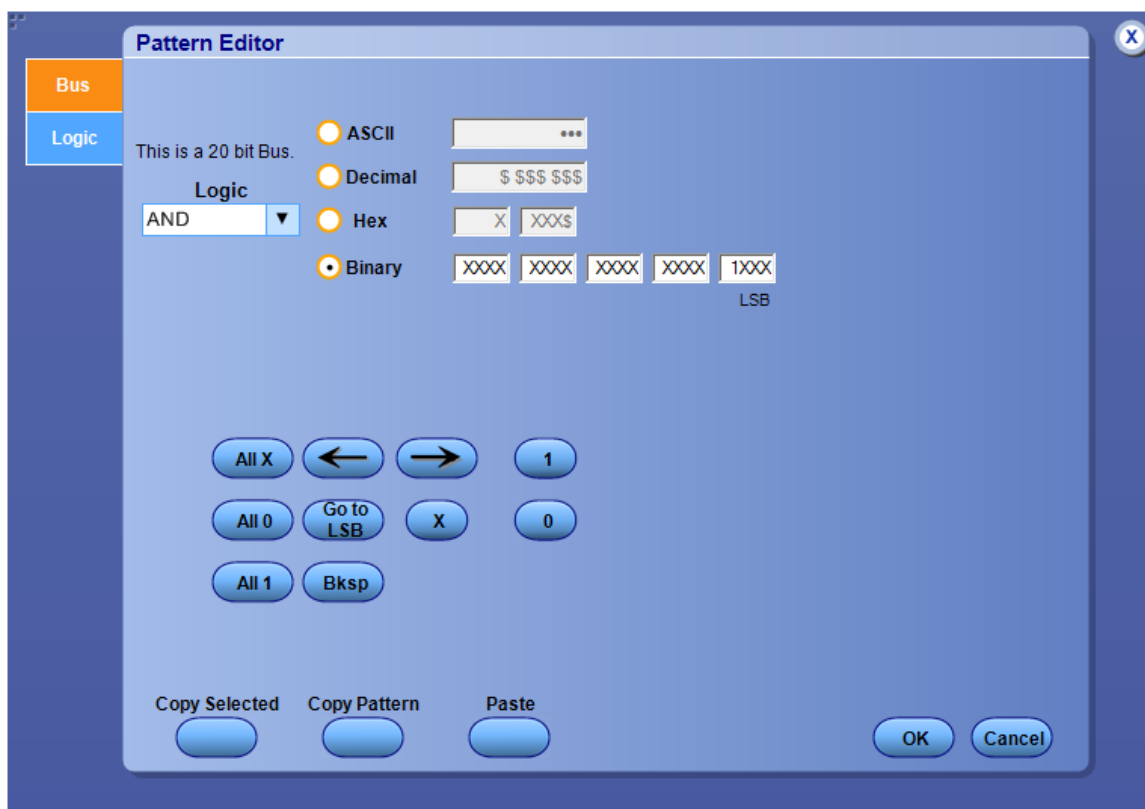 Pattern Editor
X
Bus
Logic
This is a 20 bit Bus.
Logic
AND
ASCII •••
Decimal $ $$$ $$$
Hex X XXX$
Binary XXXX XXXX XXXX XXXX 1XXX
LSB
All X ← → 1
All 0 Go to X 0
LSB
All 1 Bksp
Copy Selected Copy Pattern Paste
OK Cancel